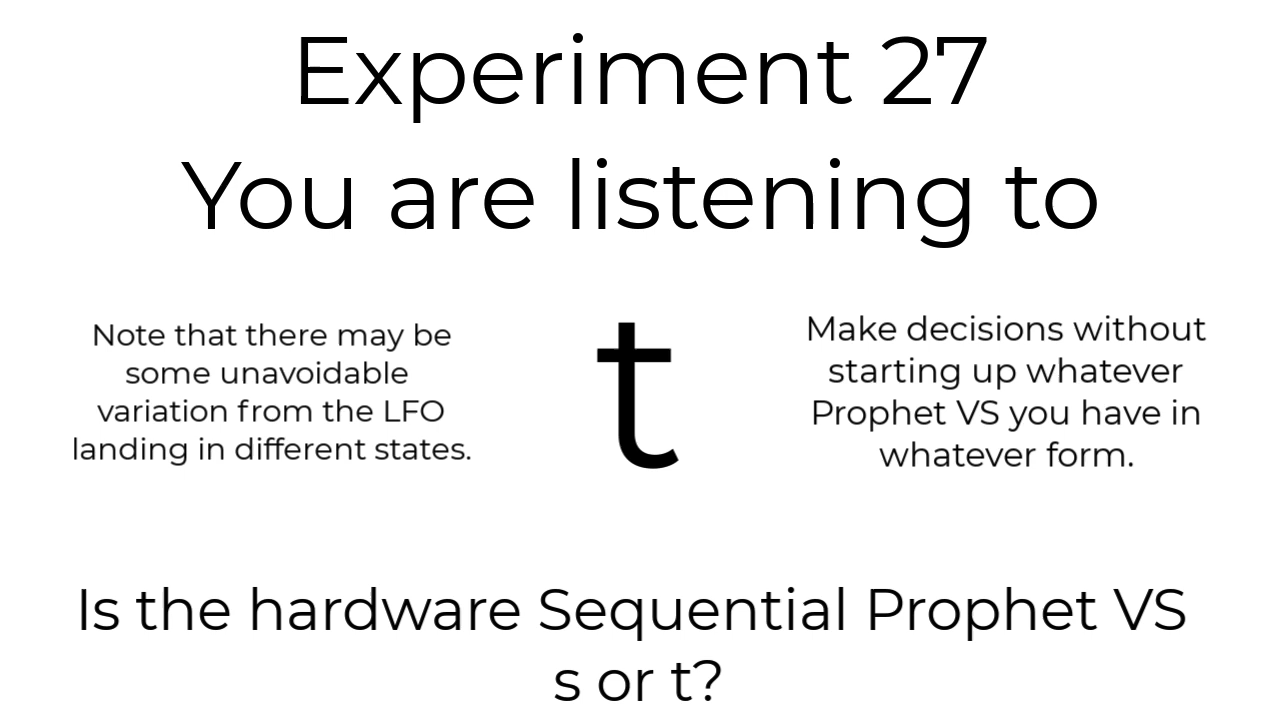 Experiment 27
You are listening to
Note that there may be
some unavoidable
variation from the LFO
landing in different states.
t
Make decisions without
starting up whatever
Prophet VS you have in
whatever form.
Is the hardware Sequential Prophet VS
s or t?